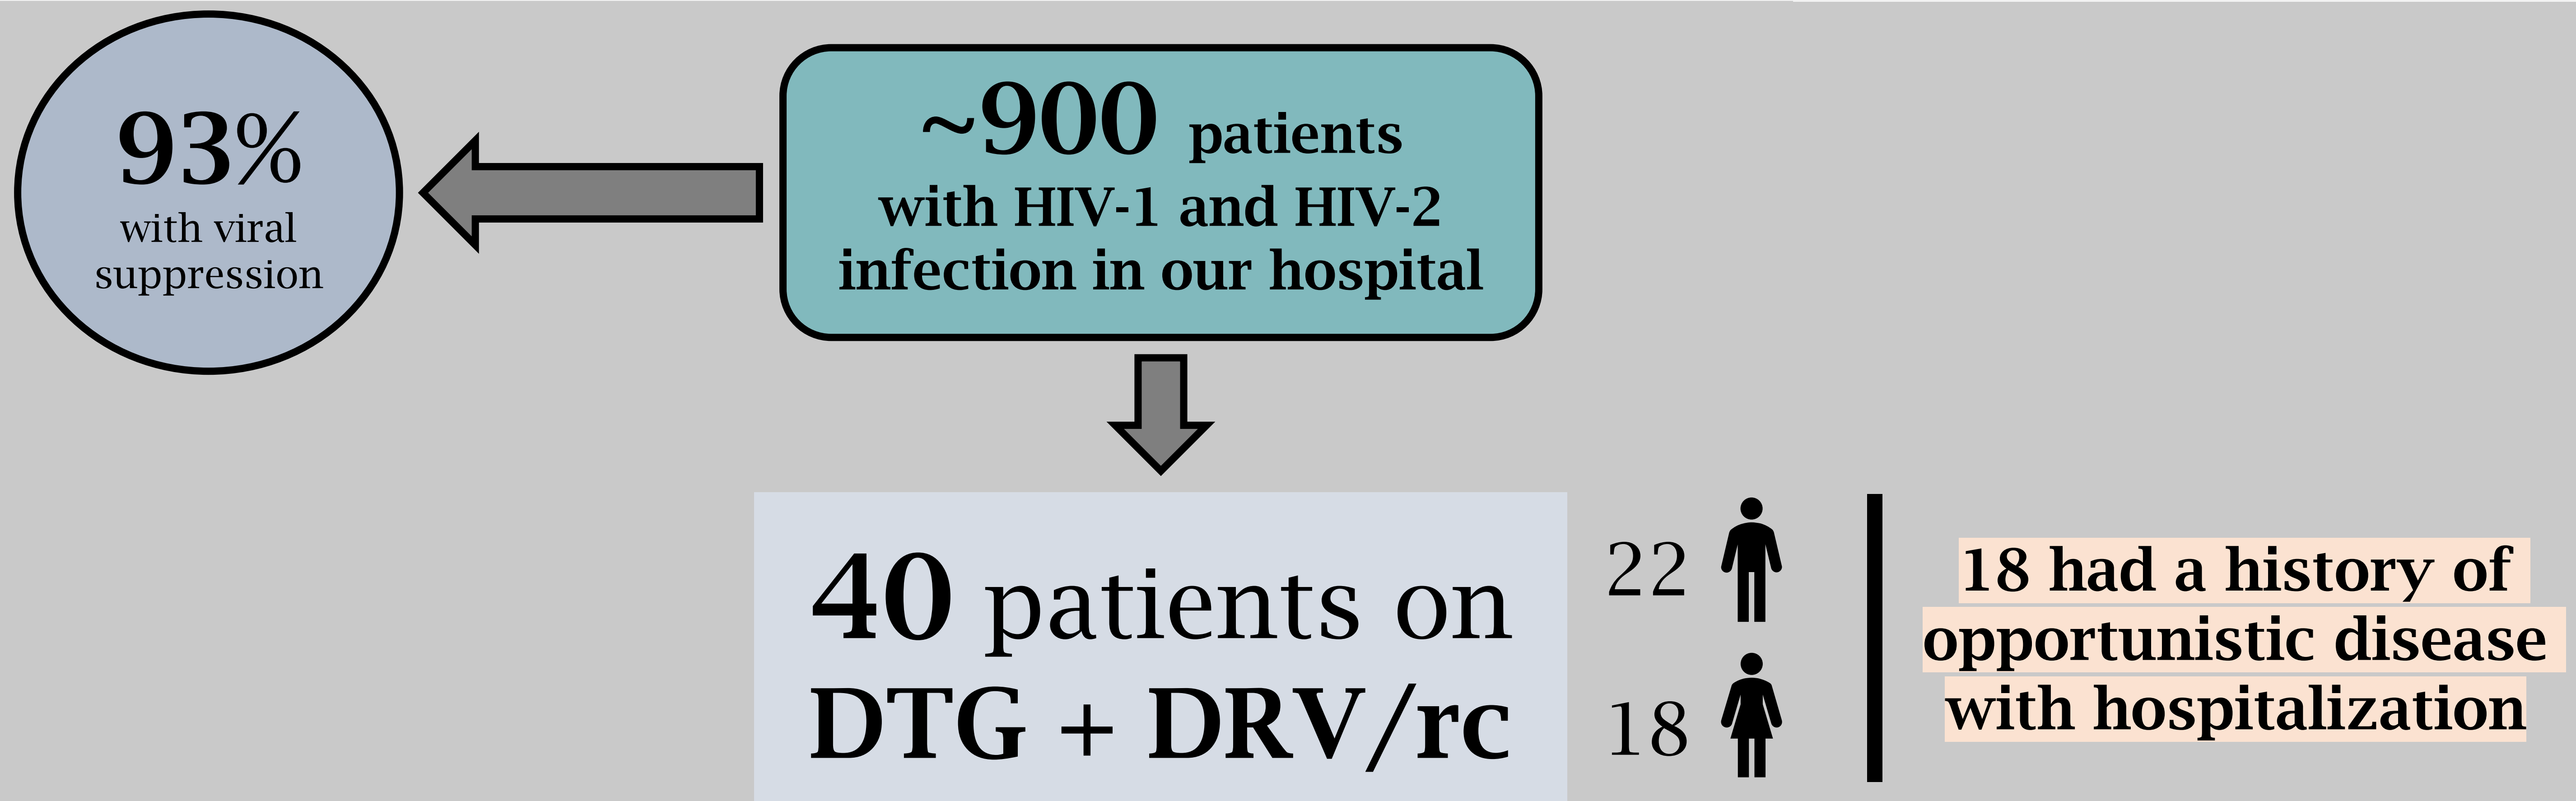 93%
with viral
suppression
~900 patients
with HIV-1 and HIV-2
infection in our hospital
40 patients on
DTG + DRV/rc
22
18
18 had a history of
opportunistic disease
with hospitalization